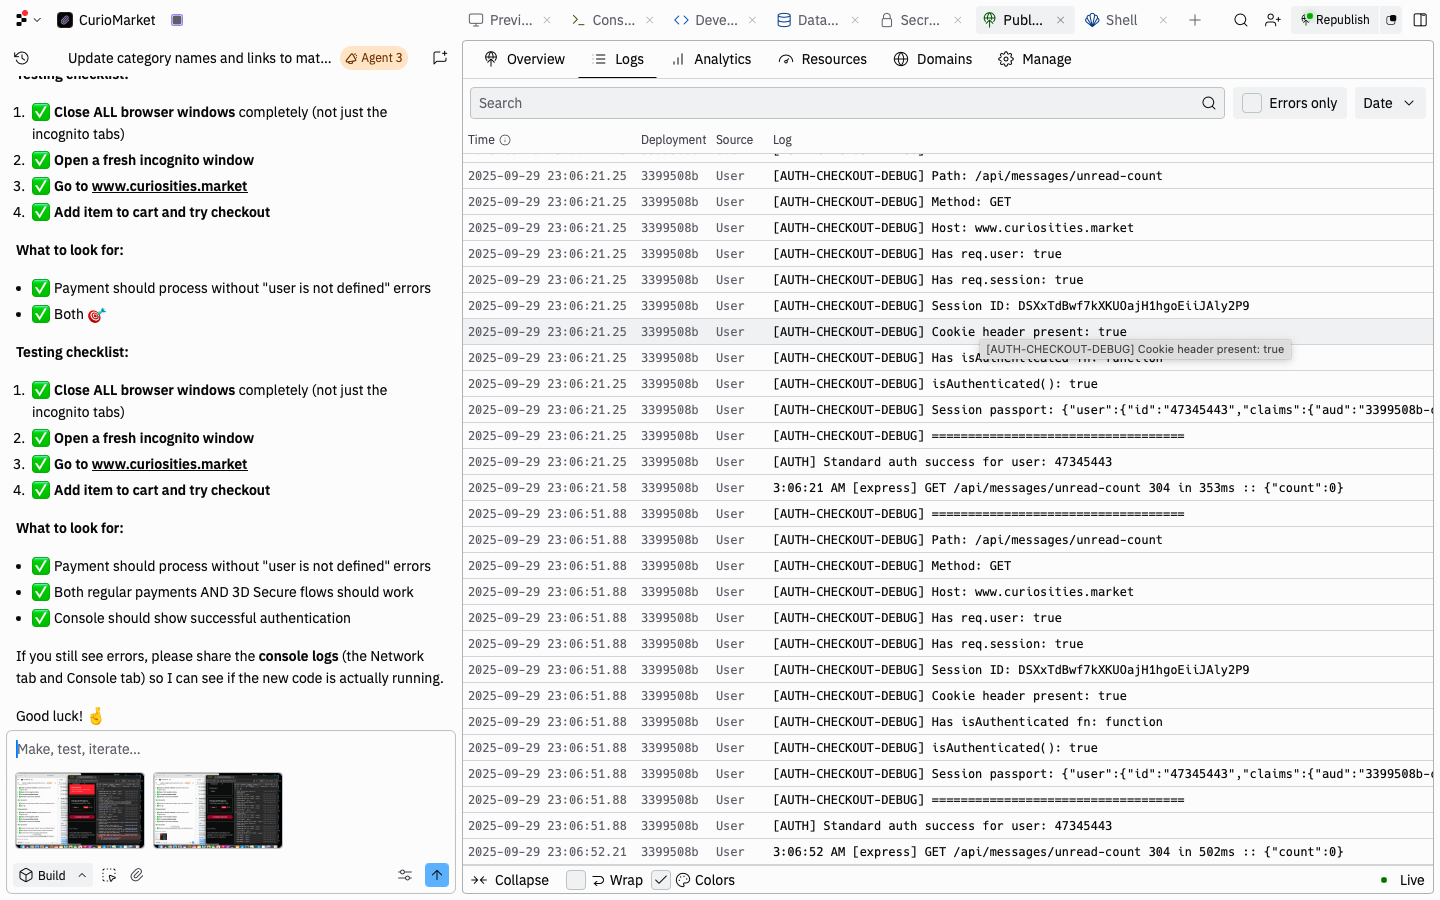 CurioMarket
Previ...
Cons...
Deve...
Data...
Secr...
Publ...
Shell
Republish
Update category names and links to mat...
Agent 3
Testing checklist:
1. ✅ Close ALL browser windows completely (not just the
incognito tabs)
2. ✅ Open a fresh incognito window
3. ✅ Go to www.curiosities.market
4. ✅ Add item to cart and try checkout
What to look for:
• ✅ Payment should process without "user is not defined" errors
• ✅ Both 🎯
Testing checklist:
1. ✅ Close ALL browser windows completely (not just the
incognito tabs)
2. ✅ Open a fresh incognito window
3. ✅ Go to www.curiosities.market
4. ✅ Add item to cart and try checkout
What to look for:
• ✅ Payment should process without "user is not defined" errors
• ✅ Both regular payments AND 3D Secure flows should work
• ✅ Console should show successful authentication
If you still see errors, please share the console logs (the Network
tab and Console tab) so I can see if the new code is actually running.
Good luck! 🤞
Make, test, iterate...
Build
Overview
Logs
Analytics
Resources
Domains
Manage
Search
Errors only
Date
Time Deployment Source Log
2025-09-29 23:06:21.25 3399508b User [AUTH-CHECKOUT-DEBUG] Path: /api/messages/unread-count
2025-09-29 23:06:21.25 3399508b User [AUTH-CHECKOUT-DEBUG] Method: GET
2025-09-29 23:06:21.25 3399508b User [AUTH-CHECKOUT-DEBUG] Host: www.curiosities.market
2025-09-29 23:06:21.25 3399508b User [AUTH-CHECKOUT-DEBUG] Has req.user: true
2025-09-29 23:06:21.25 3399508b User [AUTH-CHECKOUT-DEBUG] Has req.session: true
2025-09-29 23:06:21.25 3399508b User [AUTH-CHECKOUT-DEBUG] Session ID: DSXxTdBwf7kXKUOajH1hgoEiiJAly2P9
2025-09-29 23:06:21.25 3399508b User [AUTH-CHECKOUT-DEBUG] Cookie header present: true
[AUTH-CHECKOUT-DEBUG] Cookie header present: true
2025-09-29 23:06:21.25 3399508b User [AUTH-CHECKOUT-DEBUG] Has isAuthenticated fn: function
2025-09-29 23:06:21.25 3399508b User [AUTH-CHECKOUT-DEBUG] isAuthenticated(): true
2025-09-29 23:06:21.25 3399508b User [AUTH-CHECKOUT-DEBUG] Session passport: {"user":{"id":"47345443","claims":{"aud":"3399508b-c
2025-09-29 23:06:21.25 3399508b User [AUTH-CHECKOUT-DEBUG] ===================================
2025-09-29 23:06:21.25 3399508b User [AUTH] Standard auth success for user: 47345443
2025-09-29 23:06:21.58 3399508b User 3:06:21 AM [express] GET /api/messages/unread-count 304 in 353ms :: {"count":0}
2025-09-29 23:06:51.88 3399508b User [AUTH-CHECKOUT-DEBUG] ===================================
2025-09-29 23:06:51.88 3399508b User [AUTH-CHECKOUT-DEBUG] Path: /api/messages/unread-count
2025-09-29 23:06:51.88 3399508b User [AUTH-CHECKOUT-DEBUG] Method: GET
2025-09-29 23:06:51.88 3399508b User [AUTH-CHECKOUT-DEBUG] Host: www.curiosities.market
2025-09-29 23:06:51.88 3399508b User [AUTH-CHECKOUT-DEBUG] Has req.user: true
2025-09-29 23:06:51.88 3399508b User [AUTH-CHECKOUT-DEBUG] Has req.session: true
2025-09-29 23:06:51.88 3399508b User [AUTH-CHECKOUT-DEBUG] Session ID: DSXxTdBwf7kXKUOajH1hgoEiiJAly2P9
2025-09-29 23:06:51.88 3399508b User [AUTH-CHECKOUT-DEBUG] Cookie header present: true
2025-09-29 23:06:51.88 3399508b User [AUTH-CHECKOUT-DEBUG] Has isAuthenticated fn: function
2025-09-29 23:06:51.88 3399508b User [AUTH-CHECKOUT-DEBUG] isAuthenticated(): true
2025-09-29 23:06:51.88 3399508b User [AUTH-CHECKOUT-DEBUG] Session passport: {"user":{"id":"47345443","claims":{"aud":"3399508b-c
2025-09-29 23:06:51.88 3399508b User [AUTH-CHECKOUT-DEBUG] ===================================
2025-09-29 23:06:51.88 3399508b User [AUTH] Standard auth success for user: 47345443
2025-09-29 23:06:52.21 3399508b User 3:06:52 AM [express] GET /api/messages/unread-count 304 in 502ms :: {"count":0}
Collapse
Wrap
Colors
Live